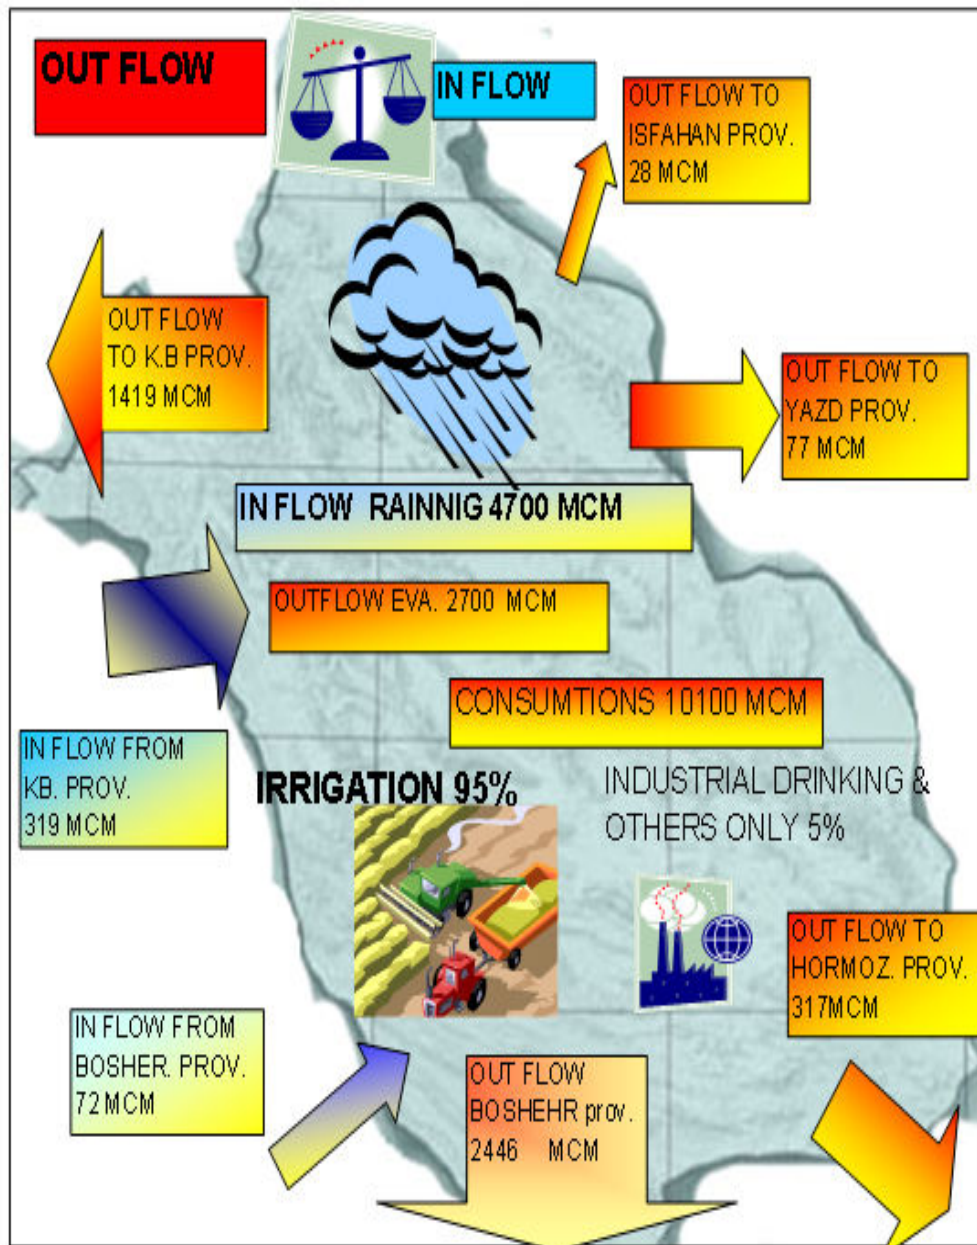 OUT FLOW
IN FLOW
OUT FLOW TO
ISFAHAN PROV.
28 MCM
OUT FLOW
TO K.B PROV.
1419 MCM
OUT FLOW TO
YAZD PROV.
77 MCM
IN FLOW RAINNIG 4700 MCM
OUTFLOW EVA. 2700 MCM
CONSUMTIONS 10100 MCM
IN FLOW FROM
KB. PROV.
319 MCM
IRRIGATION 95%
INDUSTRIAL DRINKING &
OTHERS ONLY 5%
OUT FLOW TO
HORMOZ. PROV.
317MCM
IN FLOW FROM
BOSHER. PROV.
72 MCM
OUT FLOW
BOSHEHR prov.
2446 MCM